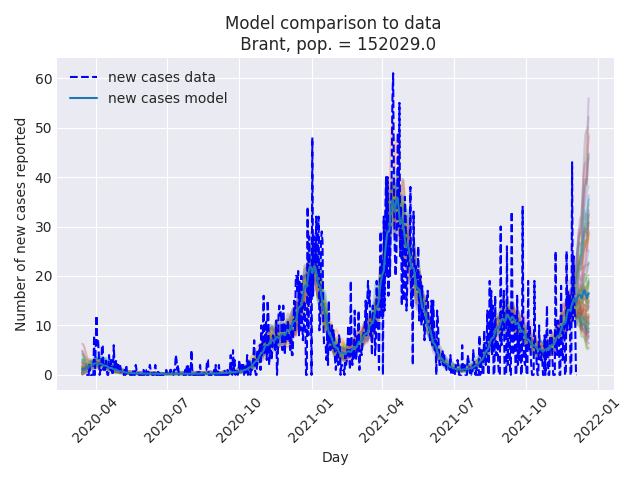 Model comparison to data
Brant, pop. = 152029.0
new cases data
new cases model
Number of new cases reported
60
50
40
30
20
10
0
2020-04
2020-07
2020-10
2021-01
2021-04
2021-07
2021-10
2022-01
Day